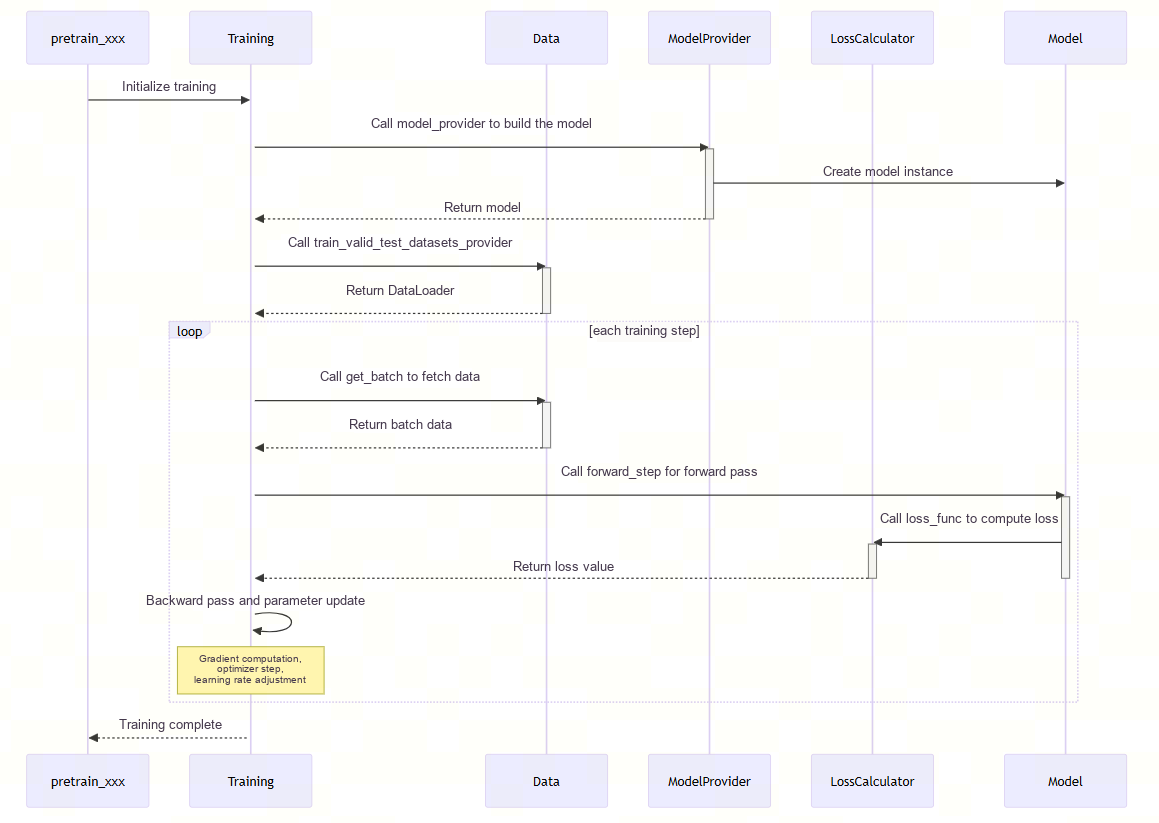 pretrain_xxx
Training
Data
ModelProvider
LossCalculator
Model
Initialize training
Call model_provider to build the model
Create model instance
Return model
Call train_valid_test_datasets_provider
Return DataLoader
loop
[each training step]
Call get_batch to fetch data
Return batch data
Call forward_step for forward pass
Call loss_func to compute loss
Return loss value
Backward pass and parameter update
Gradient computation,
optimizer step,
learning rate adjustment
Training complete
pretrain_xxx
Training
Data
ModelProvider
LossCalculator
Model